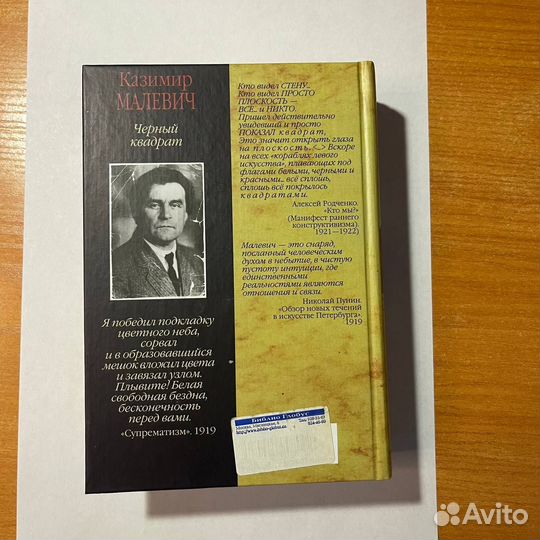 Казимир
МАЛЕВИЧ
Черный
квадрат
Я победил подкладку
цветного неба,
сорвал
и в образовавшийся
мешок вложил цвета
и завязал узлом.
Плывите! Белая
свободная бездна,
бесконечность
перед вами.
«Супрематизм». 1919
Кто видел СТЕНУ...
Кто видел ПРОСТО
ПЛОСКОСТЬ —
ВСЕ... и НИКТО.
Пришел действительно
увидевший и просто
ПОКАЗАЛ квадрат.
Это значит открыть глаза
на плоскость. <...> Вскоре
на всех «кораблях левого
искусства», плавающих под
флагами белыми, черными и
красными... всё сплошь,
сплошь всё покрылось
квадратами.
Алексей Родченко.
«Кто мы?»
(Манифест раннего
конструктивизма).
1921—1922)
Малевич — это снаряд,
посланный человеческим
духом в небытие, в чистую
пустоту интуиции, где
единственными
реальностями являются
отношения и связи.
Николай Пунин.
«Обзор новых течений
в искусстве Петербурга».
1919
Библио Глобус
Москва, Мясницкая, 6
Avito